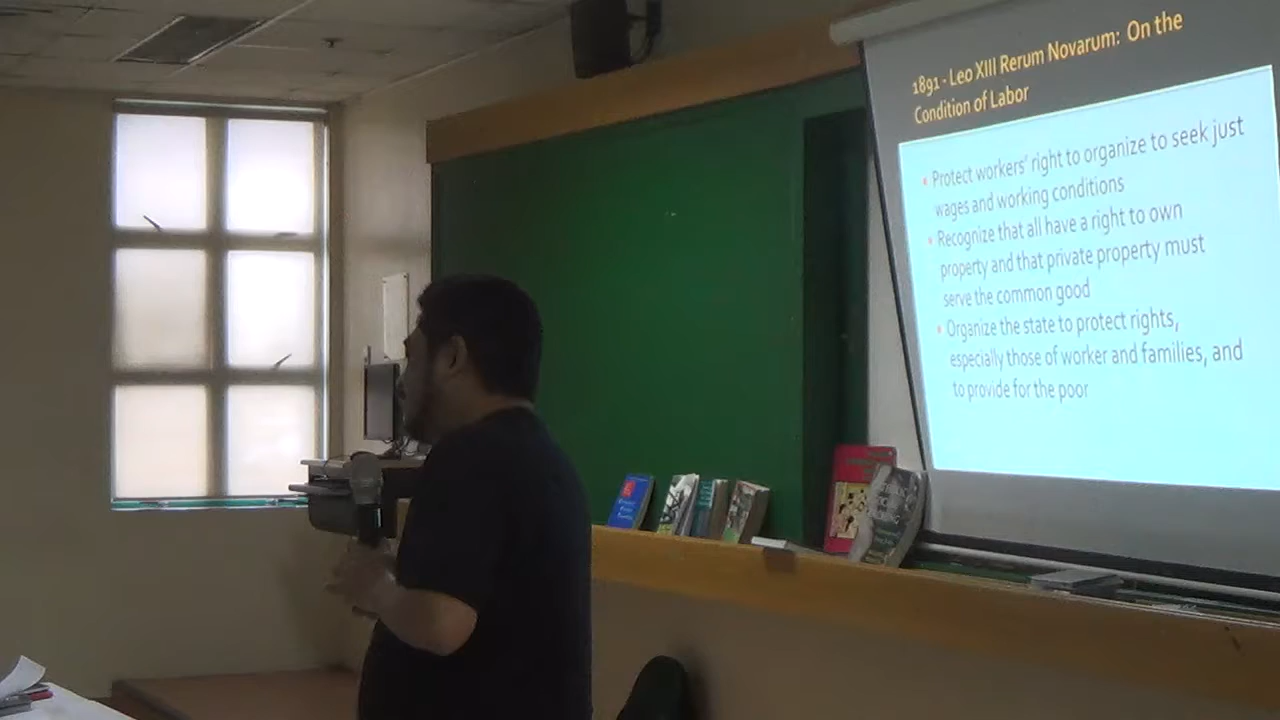 1891 - Leo XIII Rerum Novarum: On the
Condition of Labor
• Protect workers' right to organize to seek just
wages and working conditions
• Recognize that all have a right to own
property and that private property must
serve the common good
• Organize the state to protect rights,
especially those of worker and families, and
to provide for the poor